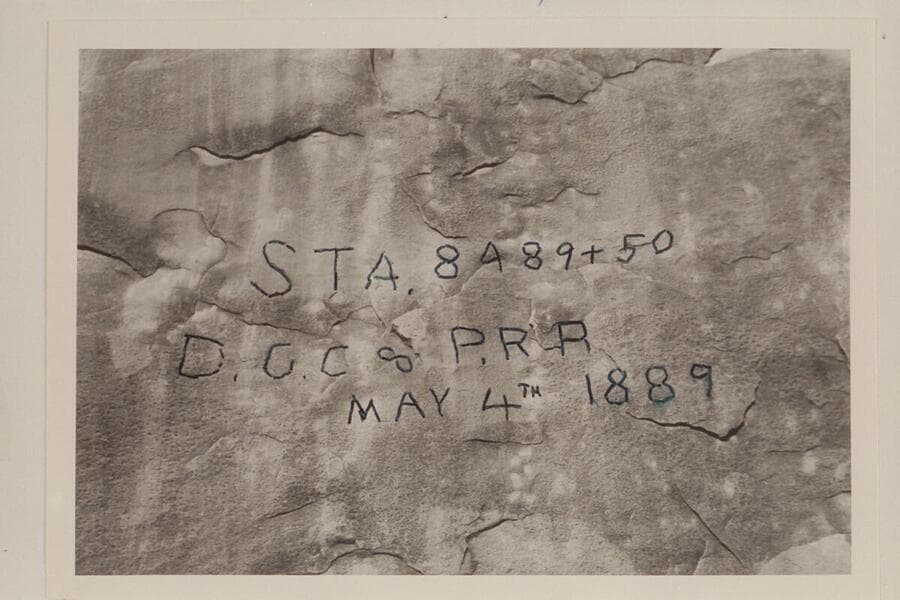 STA. 8489+50
D.C.C & P.R.R
MAY 4TH 1889